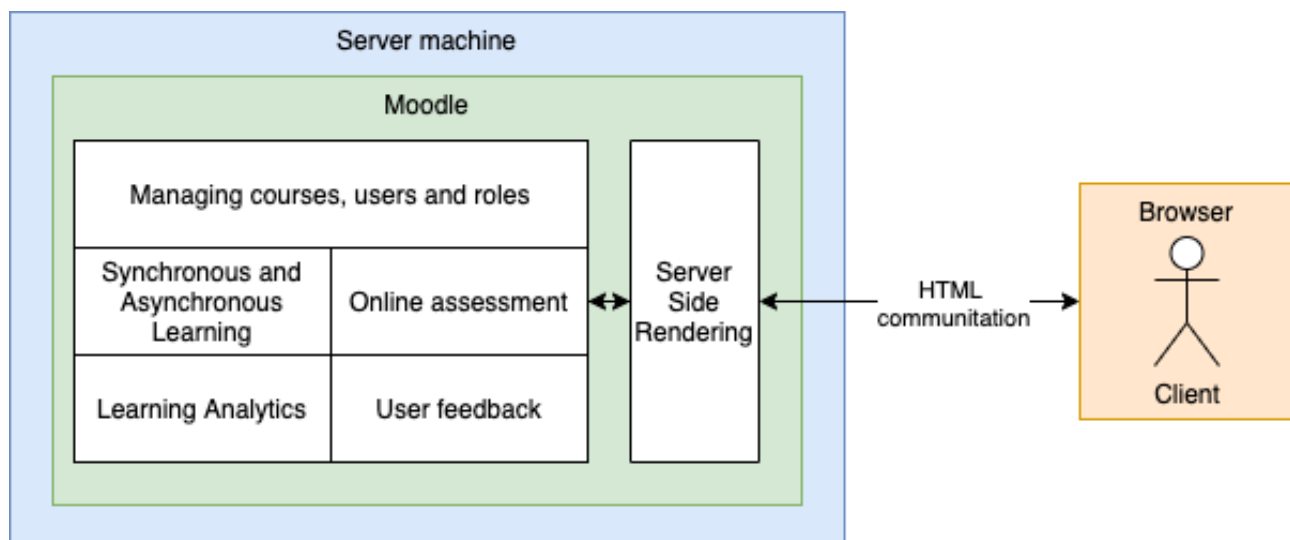 Server machine
Moodle
Managing courses, users and roles
Synchronous and
Asynchronous
Learning
Online assessment
Learning Analytics
User feedback
Server
Side
Rendering
HTML
communitation
Browser
Client